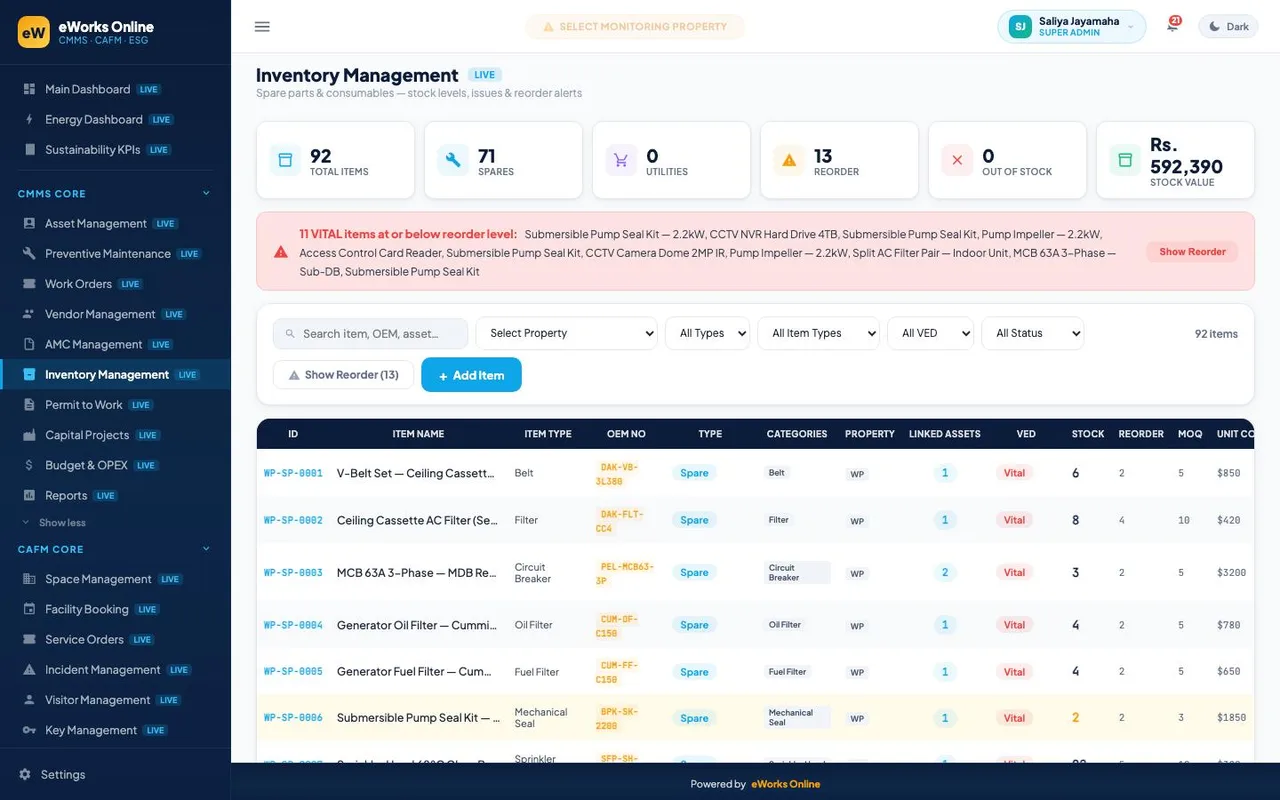 eW
eWorks Online
CMMS · CAFM · ESG
Main Dashboard LIVE
Energy Dashboard LIVE
Sustainability KPIs LIVE
CMMS CORE
Asset Management LIVE
Preventive Maintenance LIVE
Work Orders LIVE
Vendor Management LIVE
AMC Management LIVE
Inventory Management LIVE
Permit to Work LIVE
Capital Projects LIVE
Budget & OPEX LIVE
Reports LIVE
Show less
CAFM CORE
Space Management LIVE
Facility Booking LIVE
Service Orders LIVE
Incident Management LIVE
Visitor Management LIVE
Key Management LIVE
Settings
SELECT MONITORING PROPERTY
SJ
Saliya Jayamaha
SUPER ADMIN
21
Dark
Inventory Management LIVE
Spare parts & consumables — stock levels, issues & reorder alerts
92
TOTAL ITEMS
71
SPARES
0
UTILITIES
13
REORDER
0
OUT OF STOCK
Rs.
592,390
STOCK VALUE
11 VITAL items at or below reorder level: Submersible Pump Seal Kit — 2.2kW, CCTV NVR Hard Drive 4TB, Submersible Pump Seal Kit, Pump Impeller — 2.2kW,
Access Control Card Reader, Submersible Pump Seal Kit, CCTV Camera Dome 2MP IR, Pump Impeller — 2.2kW, Split AC Filter Pair — Indoor Unit, MCB 63A 3-Phase —
Sub-DB, Submersible Pump Seal Kit
Show Reorder
Search item, OEM, asset...
Select Property
All Types
All Item Types
All VED
All Status
92 items
Show Reorder (13)
+ Add Item
ID ITEM NAME ITEM TYPE OEM NO TYPE CATEGORIES PROPERTY LINKED ASSETS VED STOCK REORDER MOQ UNIT CO
WP-SP-0001 V-Belt Set — Ceiling Cassett... Belt DAK-VB-3L380 Spare Belt WP 1 Vital 6 2 5 $850
WP-SP-0002 Ceiling Cassette AC Filter (Se... Filter DAK-FLT-CC4 Spare Filter WP 1 Vital 8 4 10 $420
WP-SP-0003 MCB 63A 3-Phase — MDB Re... Circuit Breaker PEL-MCB63-3P Spare Circuit Breaker WP 2 Vital 3 2 5 $3200
WP-SP-0004 Generator Oil Filter — Cummi... Oil Filter CUM-OF-C150 Spare Oil Filter WP 1 Vital 4 2 5 $780
WP-SP-0005 Generator Fuel Filter — Cum... Fuel Filter CUM-FF-C150 Spare Fuel Filter WP 1 Vital 4 2 5 $650
WP-SP-0006 Submersible Pump Seal Kit — ... Mechanical Seal BPK-SK-2200 Spare Mechanical Seal WP 1 Vital 2 2 3 $1850
Sprinkler
Powered by eWorks Online